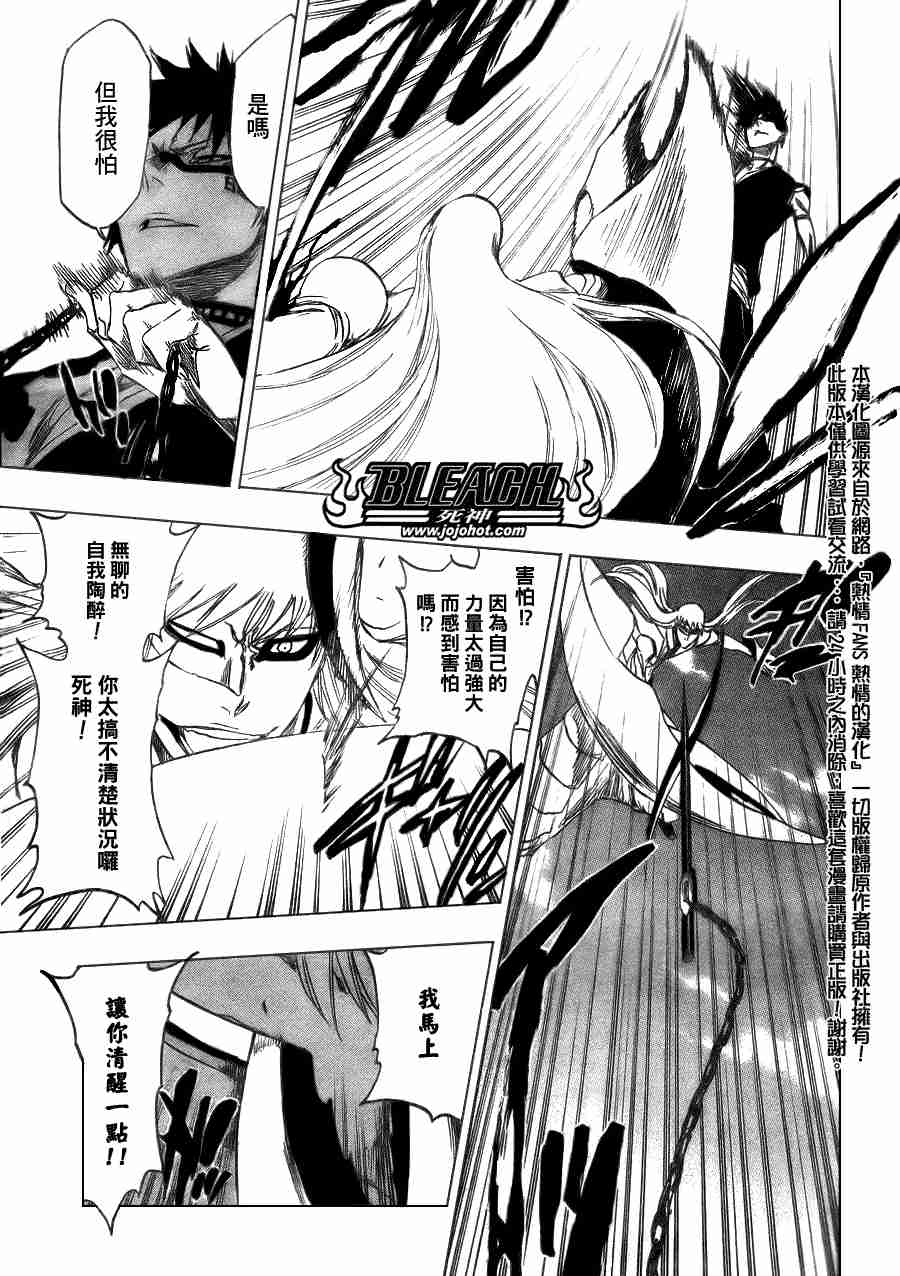 是嗎
但我很怕
BLEACH
死神
www.jojohot.com
害怕!?
因為自己的
力量太過強大
而感到害怕
嗎!?
無聊的
自我陶醉！
你太搞不清楚狀況囉
死神！
我馬上
讓你清醒一點!!
本漢化圖源來自於網路．『熱情FANS熱情的漢化』一切版權歸原作者與出版社擁有！
此版本僅供學習試看交流…。請24小時之內消除；喜歡這套漫畫請購買正版！謝謝。